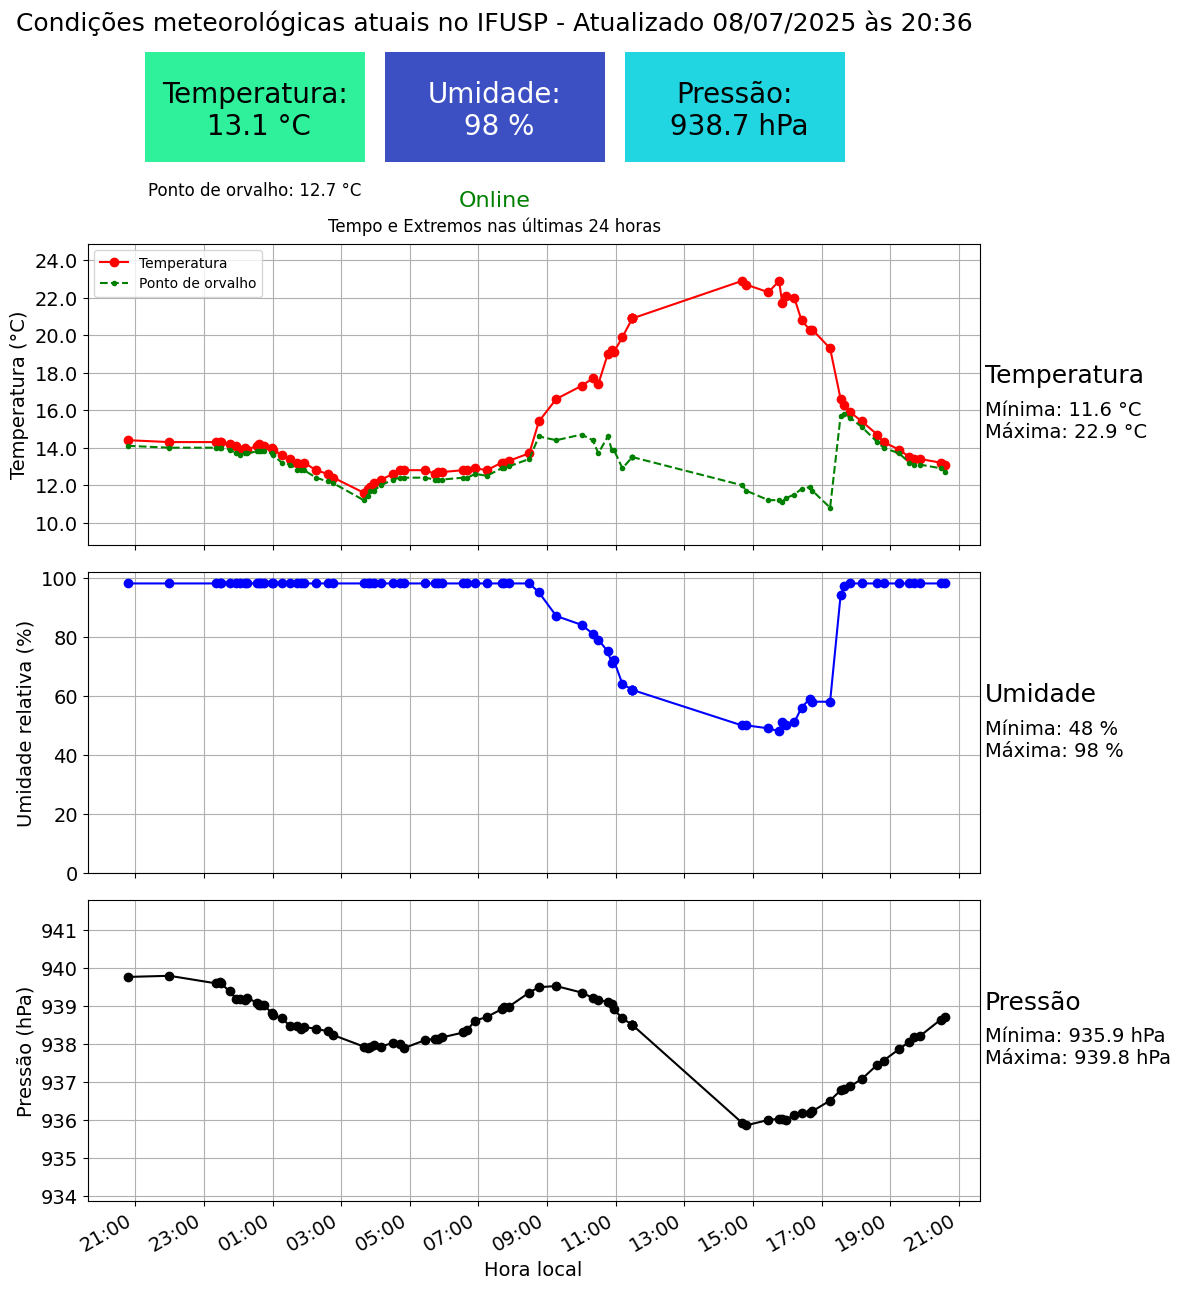 Condições meteorológicas atuais no IFUSP - Atualizado 08/07/2025 às 20:36
Temperatura:
13.1 °C
Umidade:
98 %
Pressão:
938.7 hPa
Ponto de orvalho: 12.7 °C
Online
Tempo e Extremos nas últimas 24 horas
Temperatura
Ponto de orvalho
Temperatura (°C)
24.0
22.0
20.0
18.0
16.0
14.0
12.0
10.0
Temperatura
Mínima: 11.6 °C
Máxima: 22.9 °C
Umidade relativa (%)
100
80
60
40
20
0
Umidade
Mínima: 48 %
Máxima: 98 %
Pressão (hPa)
941
940
939
938
937
936
935
934
Pressão
Mínima: 935.9 hPa
Máxima: 939.8 hPa
21:00 23:00 01:00 03:00 05:00 07:00 09:00 11:00 13:00 15:00 17:00 19:00 21:00
Hora local